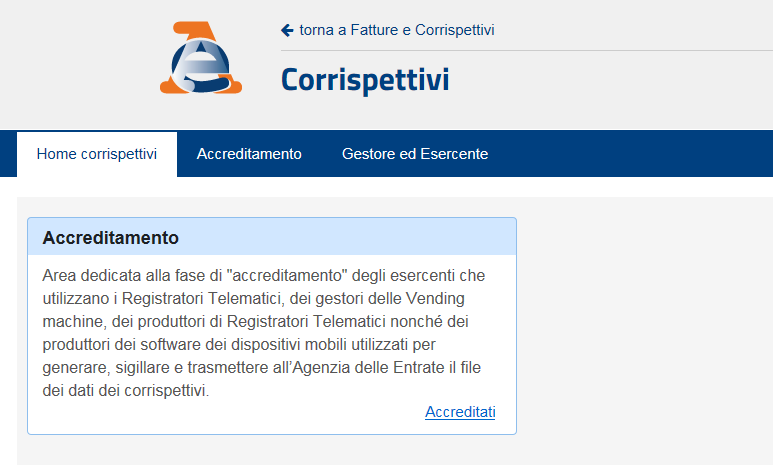 torna a Fatture e Corrispettivi
Corrispettivi
Home corrispettivi Accreditamento Gestore ed Esercente
Accreditamento
Area dedicata alla fase di "accreditamento" degli esercenti che
utilizzano i Registratori Telematici, dei gestori delle Vending
machine, dei produttori di Registratori Telematici nonché dei
produttori dei software dei dispositivi mobili utilizzati per
generare, sigillare e trasmettere all'Agenzia delle Entrate il file
dei dati dei corrispettivi.
Accreditati